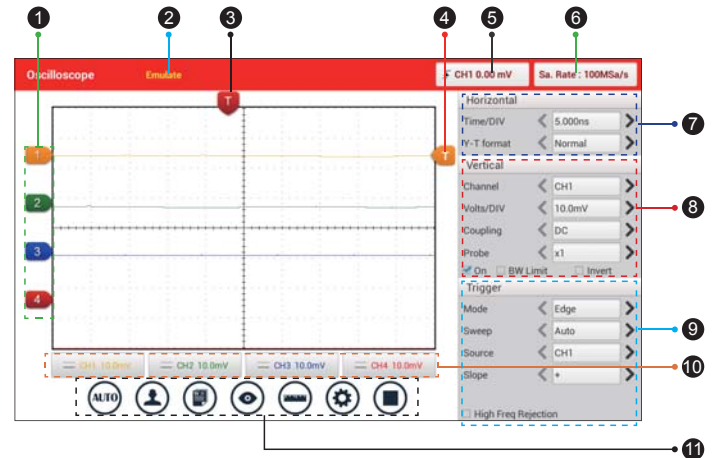 1 2 3 4 5 6
Oscilloscope Emulate CH1 0.00 mV Sa. Rate : 100MSa/s
T
Horizontal
Time/DIV 5.000ns
7
Y-T format Normal
1 T
Vertical
Channel CH1
2
Volts/DIV 10.0mV
8
Coupling DC
3
Probe x1
On BW Limit Invert
Trigger
4
Mode Edge
Sweep Auto
9
CH1 10.0mV CH2 10.0mV CH3 10.0mV CH4 10.0mV
Source CH1
10
Slope +
AUTO
High Freq Rejection
11